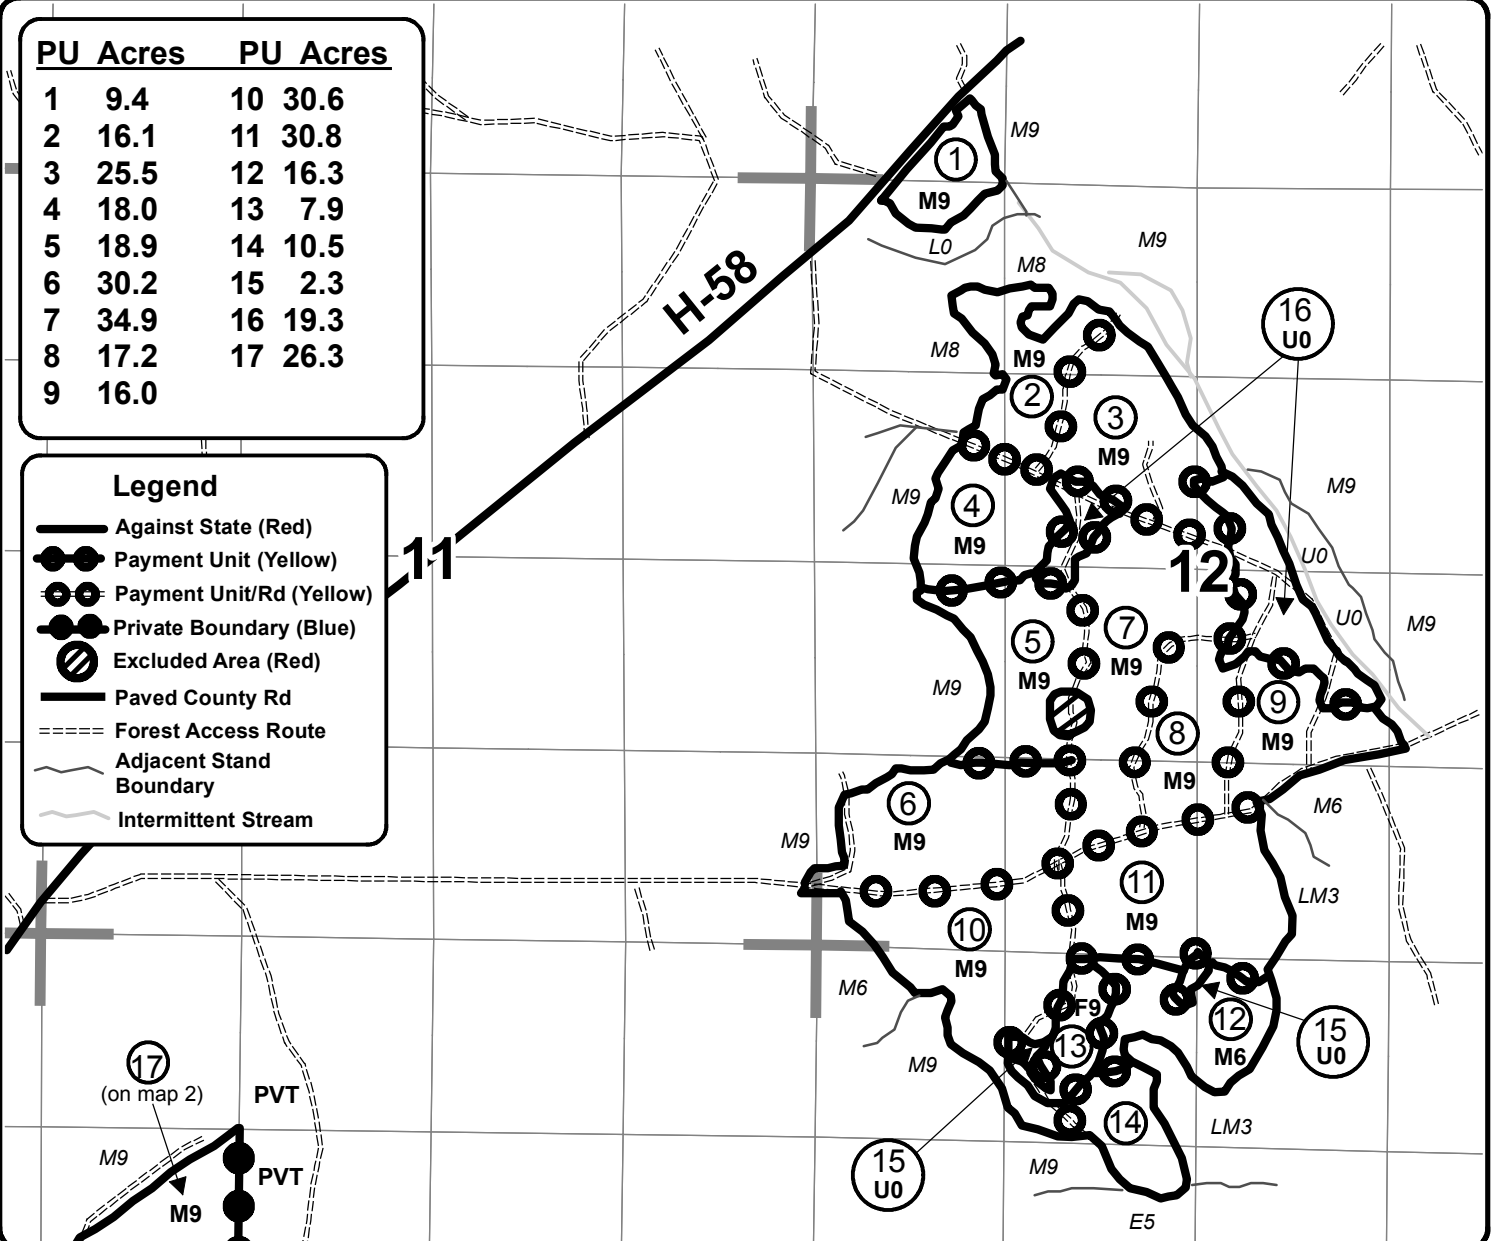 PU Acres PU Acres
1 9.4 10 30.6
2 16.1 11 30.8
3 25.5 12 16.3
4 18.0 13 7.9
5 18.9 14 10.5
6 30.2 15 2.3
7 34.9 16 19.3
8 17.2 17 26.3
9 16.0
Legend
Against State (Red)
Payment Unit (Yellow)
Payment Unit/Rd (Yellow)
Private Boundary (Blue)
Excluded Area (Red)
Paved County Rd
Forest Access Route
Adjacent Stand
Boundary
Intermittent Stream
H-58
11
12
M9
1
M9
L0
M9
M8
16
U0
M8
M9
2
3
M9
M9
4
M9
M9
U0
U0
M9
5
M9
7
M9
M9
9
M9
8
M9
6
M9
M9
M6
11
M9
LM3
10
M9
M6
F9
13
12
M6
15
U0
M9
14
LM3
15
U0
M9
E5
17
(on map 2)
PVT
M9
PVT
M9